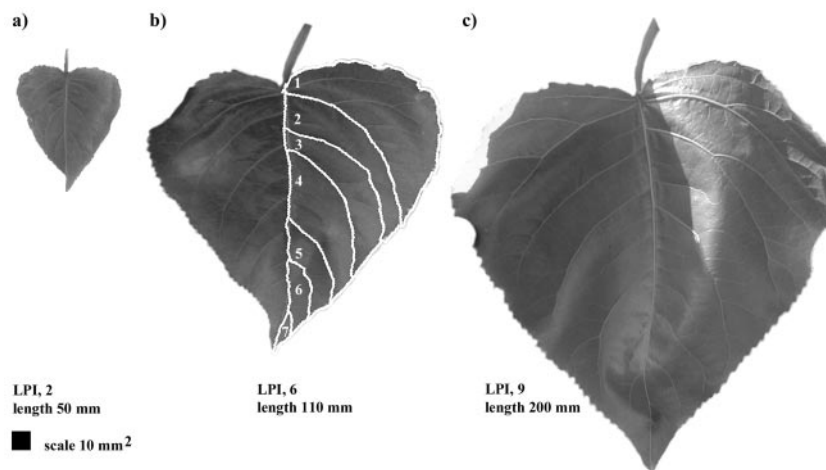 a)
b)
c)
1
2
3
4
5
6
7
LPI, 2
length 50 mm
LPI, 6
length 110 mm
LPI, 9
length 200 mm
scale 10 mm2